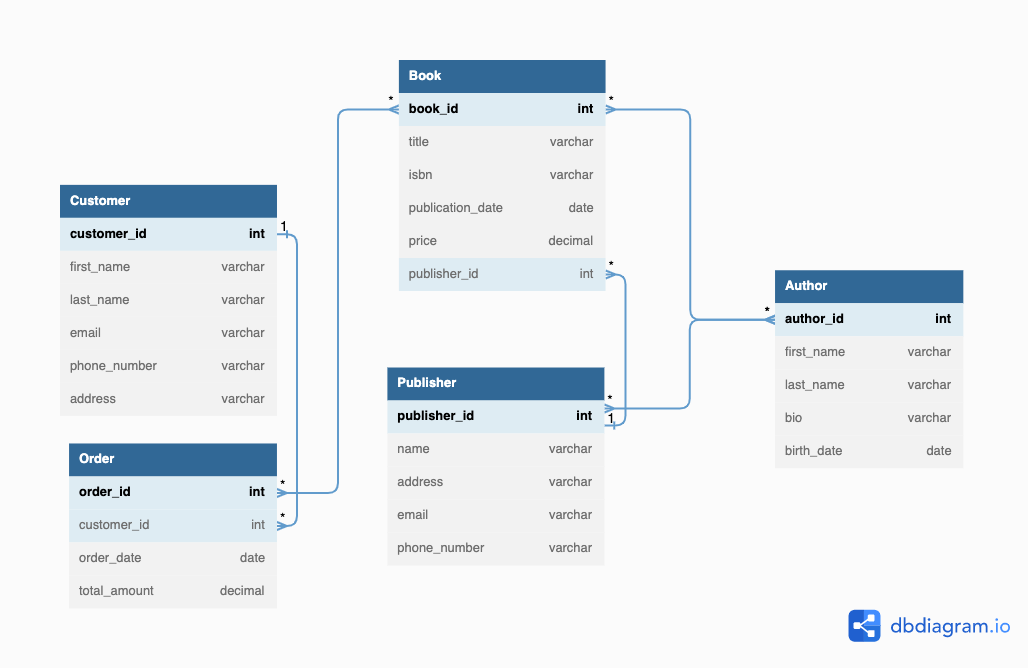 Book
*
*
book_id int
title varchar
isbn varchar
publication_date date
price decimal
*
publisher_id int
Customer
1
customer_id int
first_name varchar
last_name varchar
email varchar
phone_number varchar
address varchar
Author
*
author_id int
first_name varchar
last_name varchar
bio varchar
birth_date date
Publisher
*
publisher_id int
1
name varchar
address varchar
email varchar
phone_number varchar
Order
*
order_id int
*
customer_id int
order_date date
total_amount decimal
dbdiagram.io